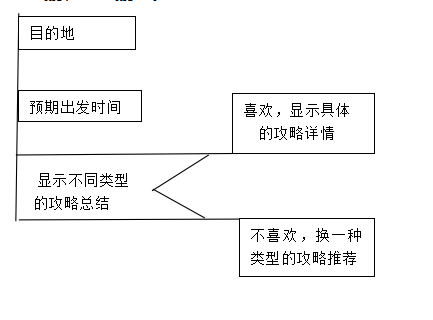 目的地
预期出发时间
喜欢，显示具体
的攻略详情
显示不同类型
的攻略总结
不喜欢，换一种
类型的攻略推荐